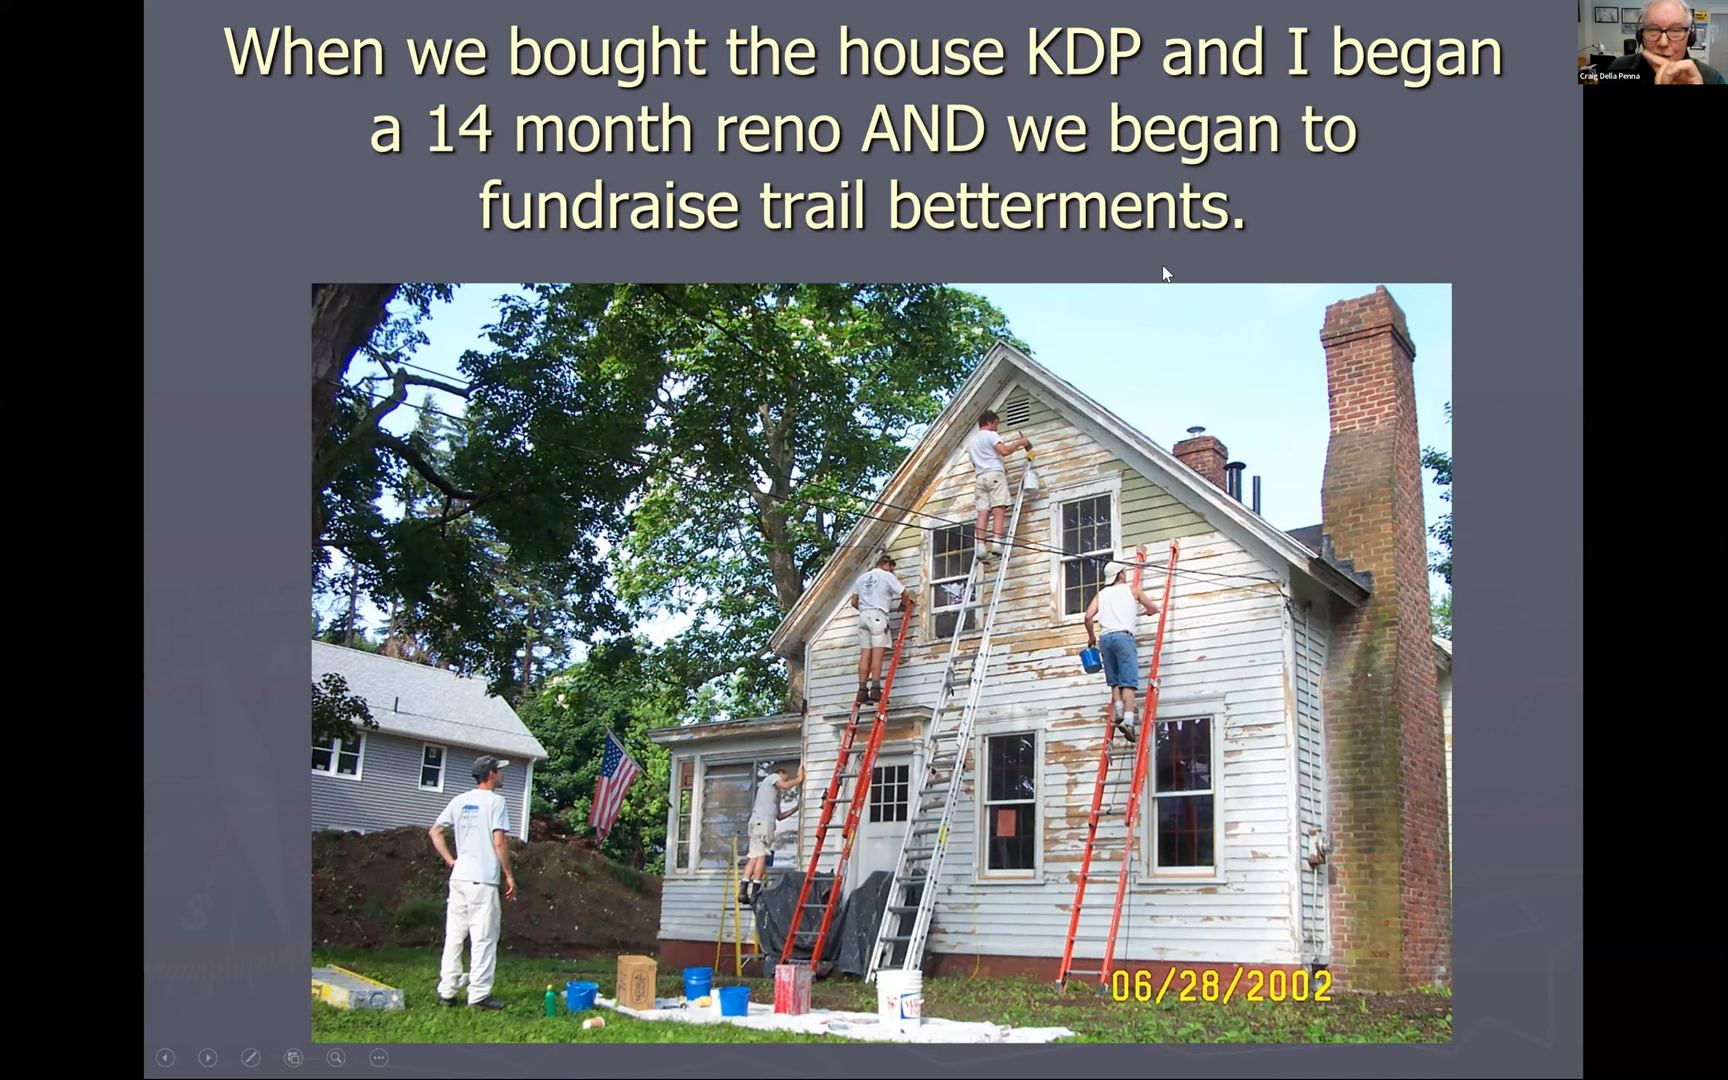 When we bought the house KDP and I began
a 14 month reno AND we began to
fundraise trail betterments.
Craig Della Penna
06/28/2002